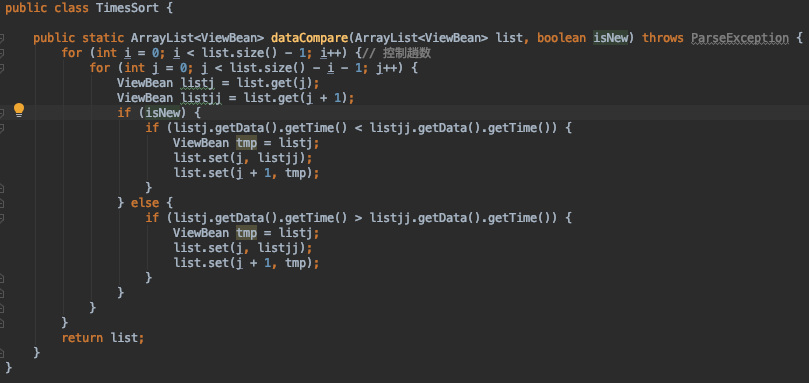 public class TimesSort {
public static ArrayList<ViewBean> dataCompare(ArrayList<ViewBean> list, boolean isNew) throws ParseException {
for (int i = 0; i < list.size() - 1; i++) {// 控制趟数
for (int j = 0; j < list.size() - i - 1; j++) {
ViewBean listj = list.get(j);
ViewBean listjj = list.get(j + 1);
if (isNew) {
if (listj.getData().getTime() < listjj.getData().getTime()) {
ViewBean tmp = listj;
list.set(j, listjj);
list.set(j + 1, tmp);
}
} else {
if (listj.getData().getTime() > listjj.getData().getTime()) {
ViewBean tmp = listj;
list.set(j, listjj);
list.set(j + 1, tmp);
}
}
}
}
return list;
}
}